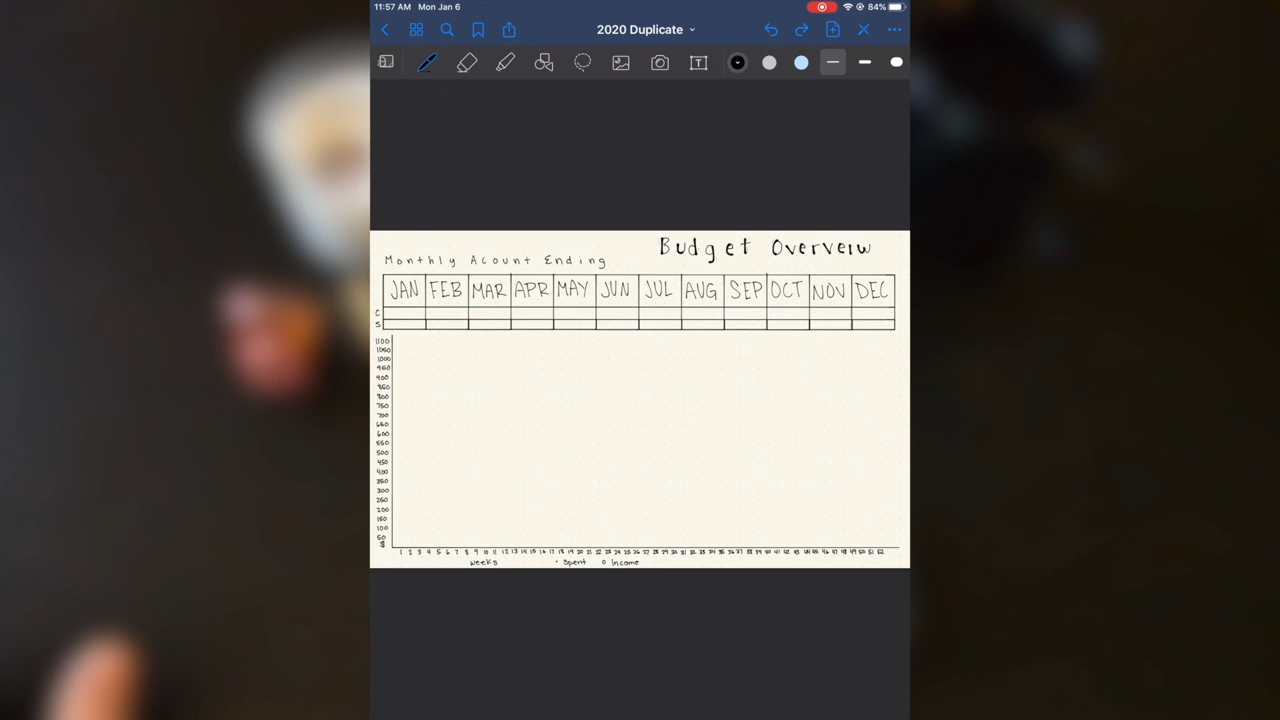 11:57 AM Mon Jan 6
84%
2020 Duplicate
T
Budget Overveiw
Monthly Acount Ending
JAN FEB MAR APR MAY JUN JUL AUG SEP OCT NOV DEC
C
S
1100
1050
1000
950
900
850
800
750
700
650
600
550
500
450
400
350
300
250
200
150
100
50
$
1 2 3 4 5 6 7 8 9 10 11 12 13 14 15 16 17 18 19 20 21 22 23 24 25 26 27 28 29 30 31 32 33 34 35 36 37 38 39 40 41 42 43 44 45 46 47 48 49 50 51 52
Weeks • Spent o Income